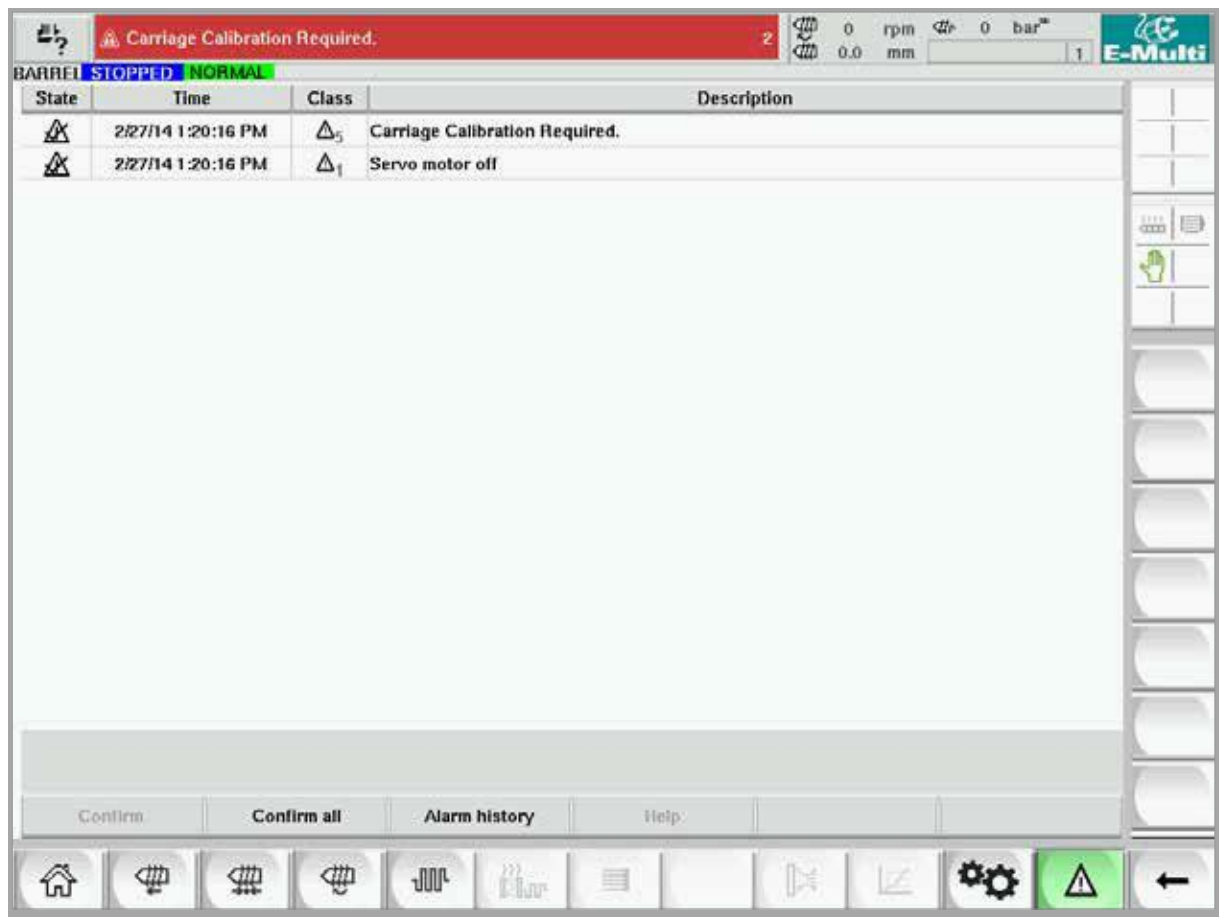 ? Carriage Calibration Required. 2 0 rpm 0 bar
0.0 mm 1 E-Multi
BARREL STOPPED NORMAL
State Time Class Description
2/27/14 1:20:16 PM 5 Carriage Calibration Required.
2/27/14 1:20:16 PM 1 Servo motor off
Confirm Confirm all Alarm history Help